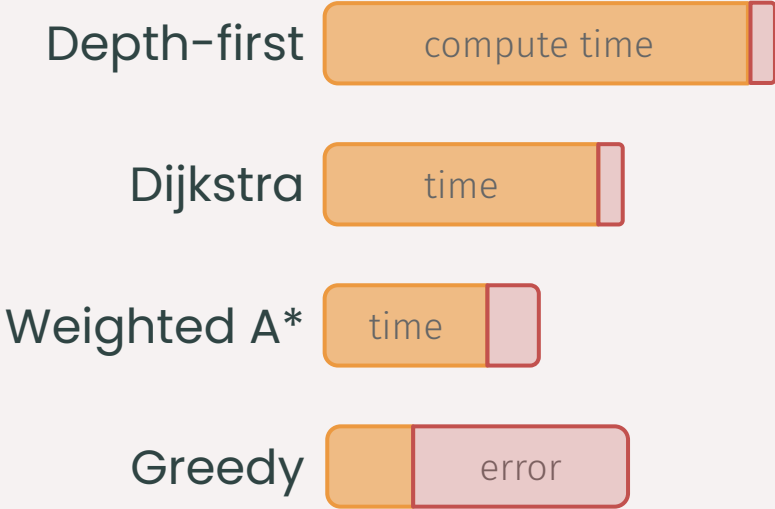 Depth-first compute time
Dijkstra time
Weighted A* time
Greedy error